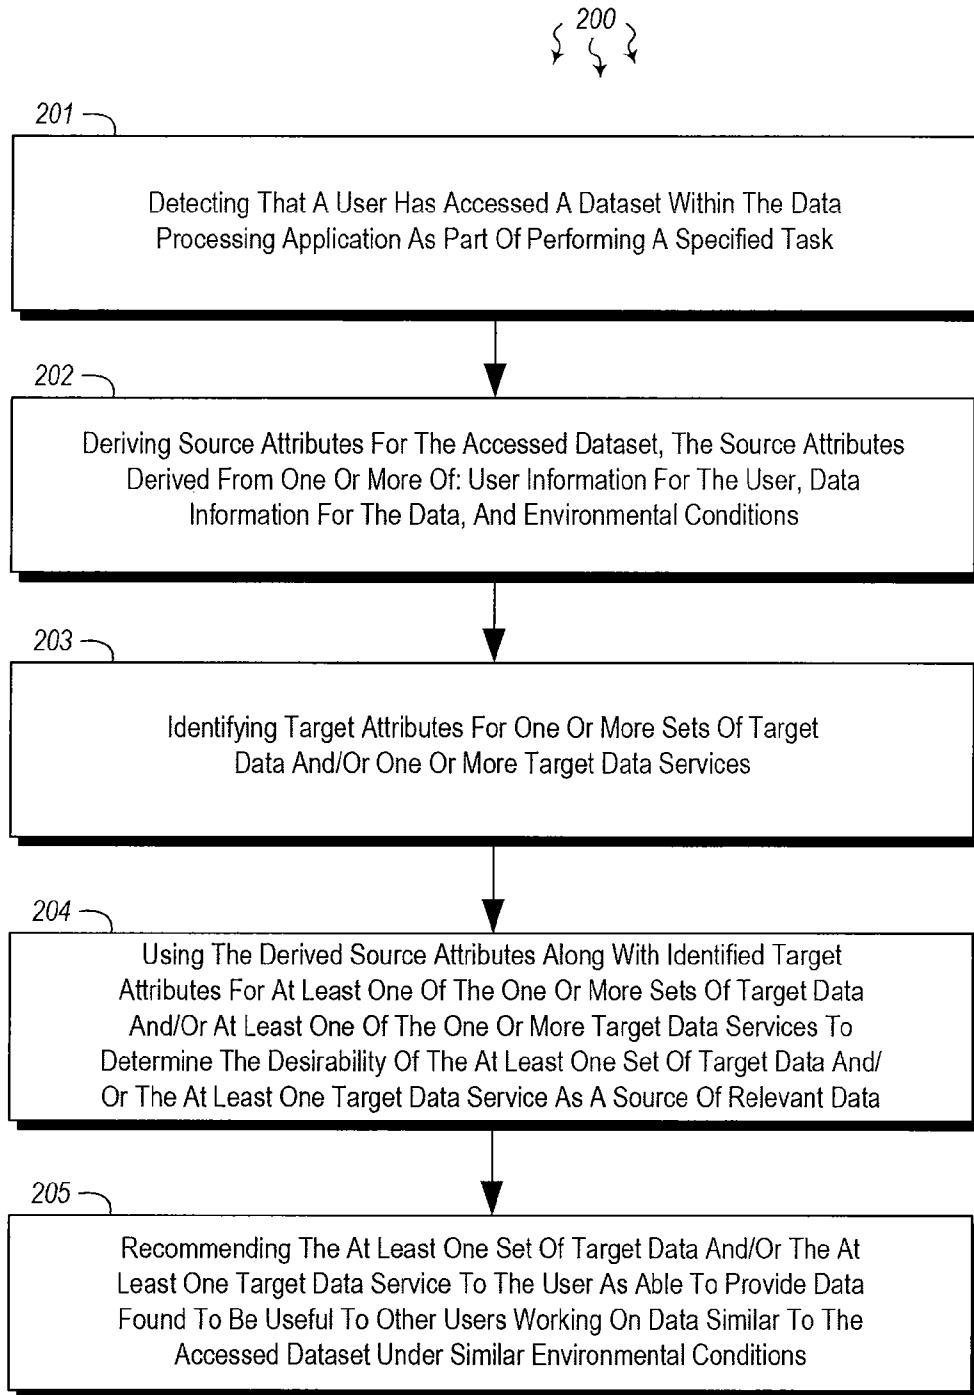 200
201
Detecting That A User Has Accessed A Dataset Within The Data
Processing Application As Part Of Performing A Specified Task
202
Deriving Source Attributes For The Accessed Dataset, The Source Attributes
Derived From One Or More Of: User Information For The User, Data
Information For The Data, And Environmental Conditions
203
Identifying Target Attributes For One Or More Sets Of Target
Data And/Or One Or More Target Data Services
204
Using The Derived Source Attributes Along With Identified Target
Attributes For At Least One Of The One Or More Sets Of Target Data
And/Or At Least One Of The One Or More Target Data Services To
Determine The Desirability Of The At Least One Set Of Target Data And/
Or The At Least One Target Data Service As A Source Of Relevant Data
205
Recommending The At Least One Set Of Target Data And/Or The At
Least One Target Data Service To The User As Able To Provide Data
Found To Be Useful To Other Users Working On Data Similar To The
Accessed Dataset Under Similar Environmental Conditions